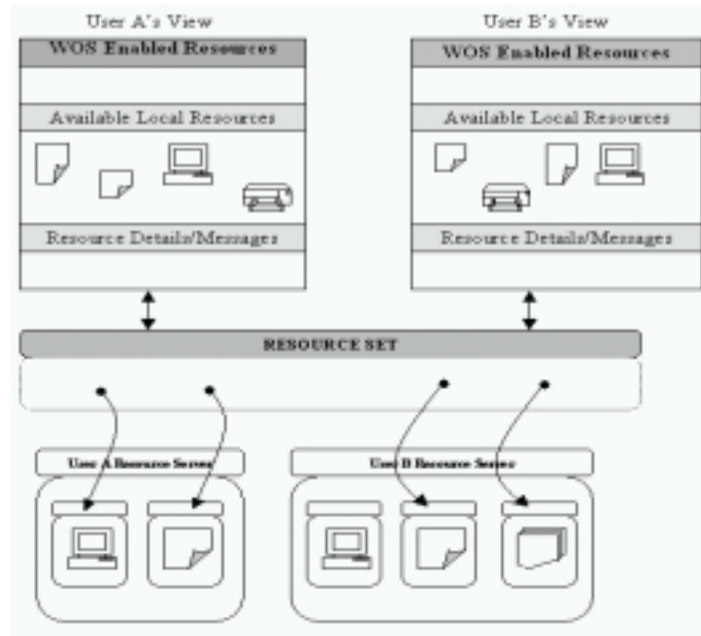 User A's View
User B's View
WOS Enabled Resources
WOS Enabled Resources
Available Local Resources
Available Local Resources
Resource Details/Messages
Resource Details/Messages
RESOURCE SET
User A Resource Server
User B Resource Server